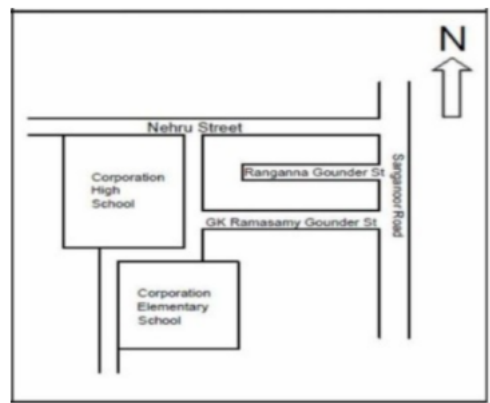 N
Nehru Street
Corporation
High
School
Ranganna Gounder St
Sanganoor Road
GK Ramasamy Gounder St
Corporation
Elementary
School